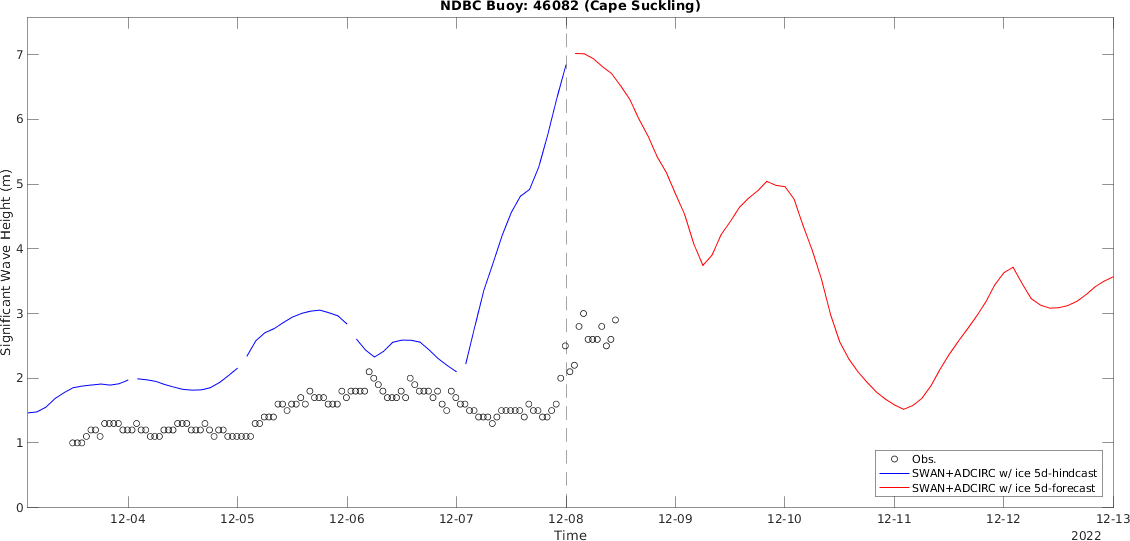 NDBC Buoy: 46082 (Cape Suckling)
Significant Wave Height (m)
7
6
5
4
3
2
1
0
Obs.
SWAN+ADCIRC w/ ice 5d-hindcast
SWAN+ADCIRC w/ ice 5d-forecast
12-04 12-05 12-06 12-07 12-08 12-09 12-10 12-11 12-12 12-13
Time
2022